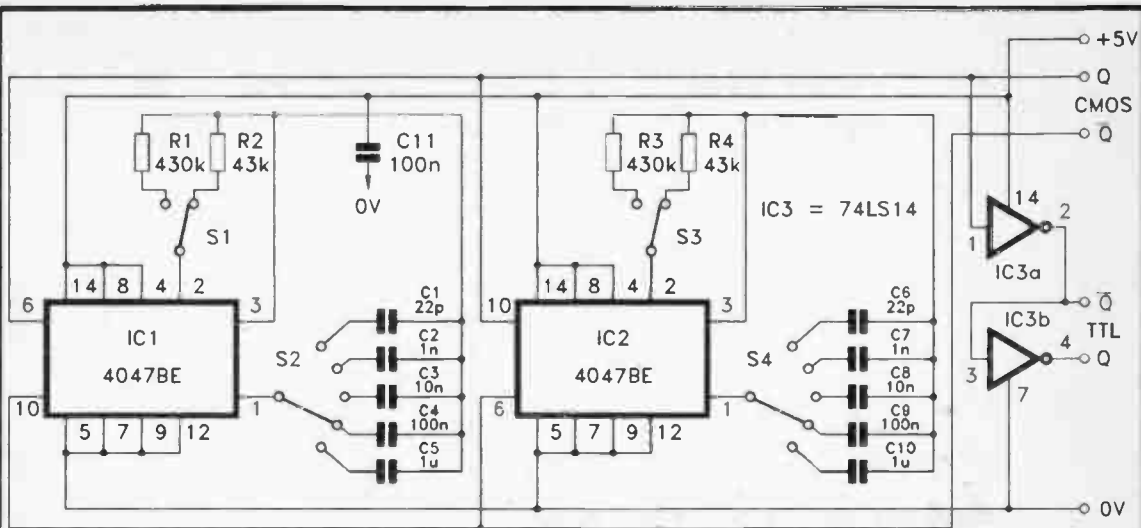 +5V
Q
CMOS
Q̅
R1
430k
R2
43k
C11
100n
0V
S1
R3
430k
R4
43k
S3
IC3 = 74LS14
14
1
2
IC3a
Q̅
TTL
Q
IC3b
3
4
7
6
14
8
4
2
3
IC1
4047BE
10
1
5
7
9
12
S2
C1
22p
C2
1n
C3
10n
C4
100n
C5
1u
10
14
8
4
2
3
IC2
4047BE
6
1
5
7
9
12
S4
C6
22p
C7
1n
C8
10n
C9
100n
C10
1u
0V